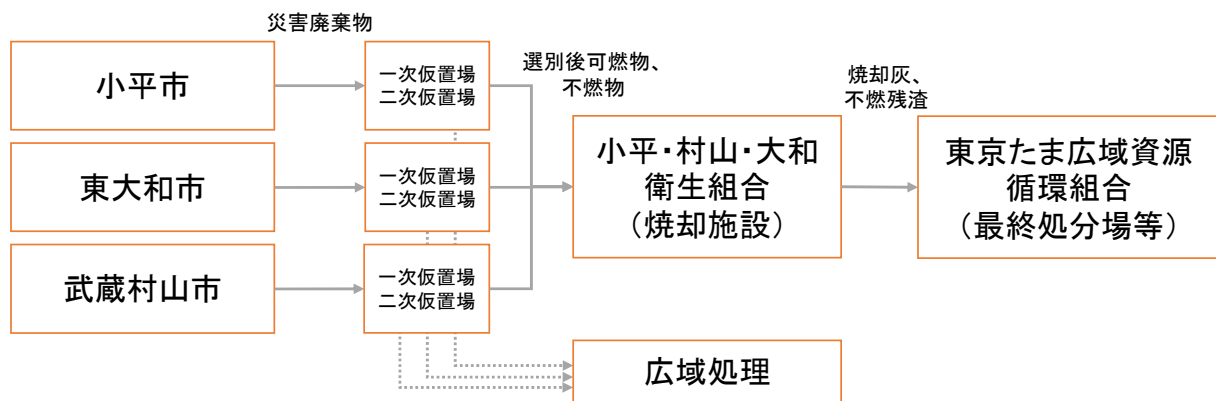 災害廃棄物
小平市
一次仮置場
二次仮置場
東大和市
一次仮置場
二次仮置場
武蔵村山市
一次仮置場
二次仮置場
選別後可燃物、
不燃物
小平・村山・大和
衛生組合
（焼却施設）
焼却灰、
不燃残渣
東京たま広域資源
循環組合
（最終処分場等）
広域処理